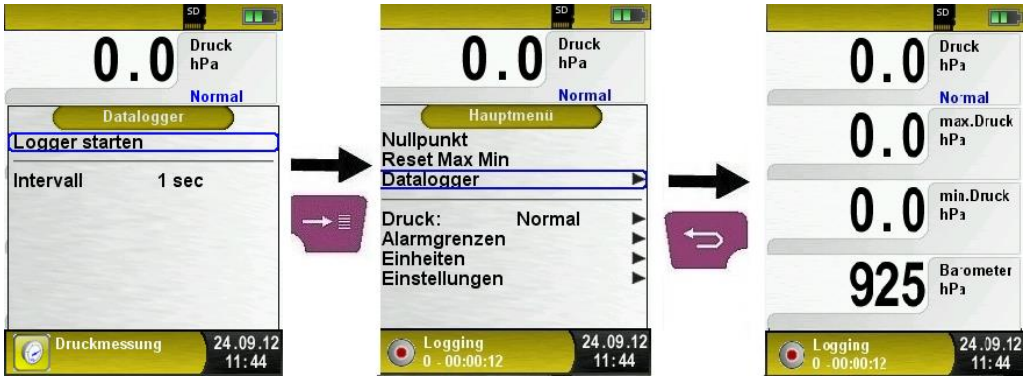 SD
0.0 Druck
hPa
Normal
Datalogger
Logger starten
Intervall 1 sec
Druckmessung 24.09.12
11:44
SD
0.0 Druck
hPa
Normal
Hauptmenü
Nullpunkt
Reset Max Min
Datalogger
Druck: Normal
Alarmgrenzen
Einheiten
Einstellungen
Logging 24.09.12
0 - 00:00:12 11:44
SD
0.0 Druck
hPa
Normal
0.0 max.Druck
hPa
0.0 min.Druck
hPa
925 Barometer
hPa
Logging 24.09.12
0 - 00:00:12 11:44